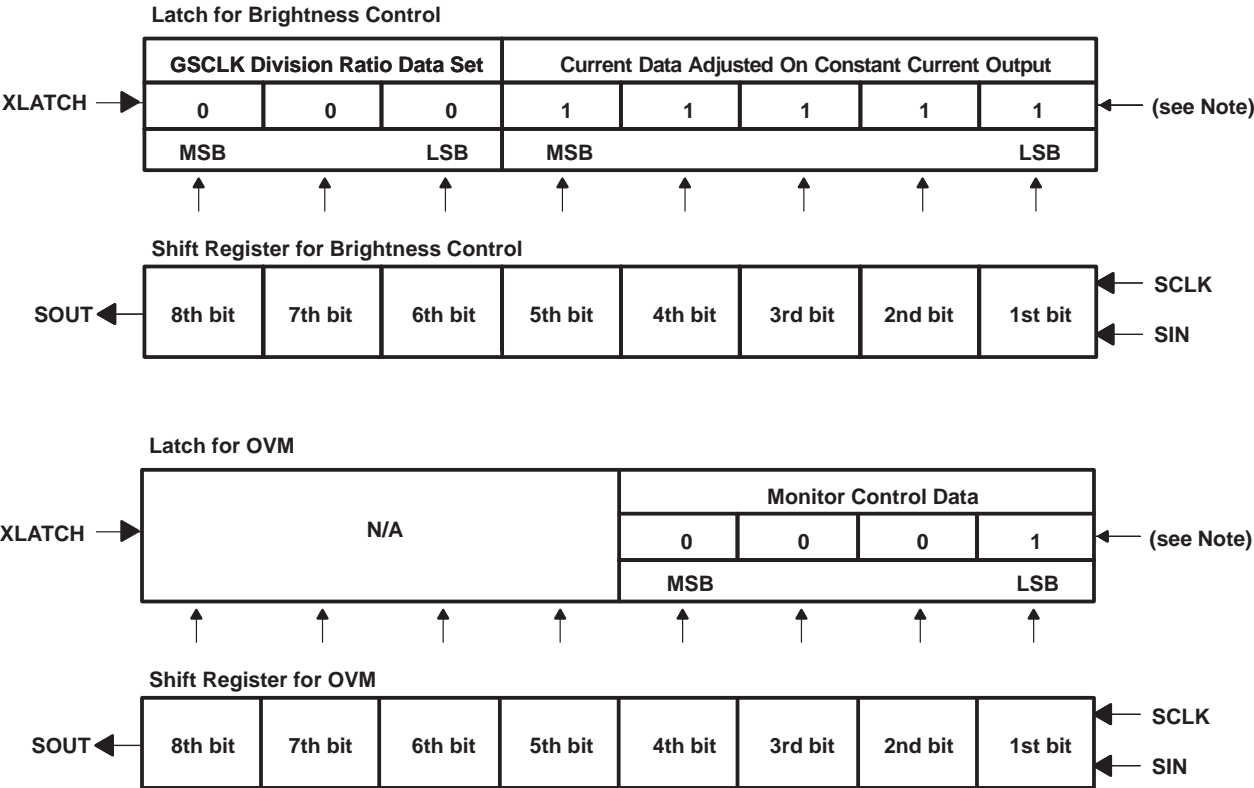 Latch for Brightness Control
GSCLK Division Ratio Data Set Current Data Adjusted On Constant Current Output
XLATCH 0 0 0 1 1 1 1 1 (see Note)
MSB LSB MSB LSB
Shift Register for Brightness Control
SOUT 8th bit 7th bit 6th bit 5th bit 4th bit 3rd bit 2nd bit 1st bit SCLK
SIN
Latch for OVM
Monitor Control Data
XLATCH N/A 0 0 0 1 (see Note)
MSB LSB
Shift Register for OVM
SOUT 8th bit 7th bit 6th bit 5th bit 4th bit 3rd bit 2nd bit 1st bit SCLK
SIN